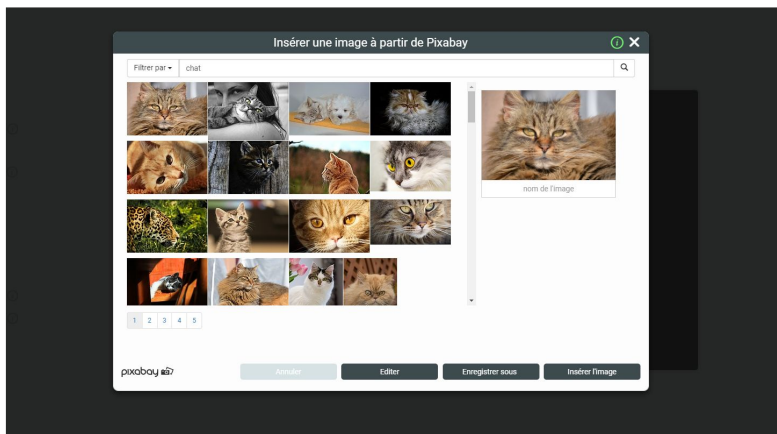 Insérer une image à partir de Pixabay
Filtrer par
chat
nom de l'image
1 2 3 4 5
pixabay
Annuler
Editer
Enregistrer sous
Insérer l'image